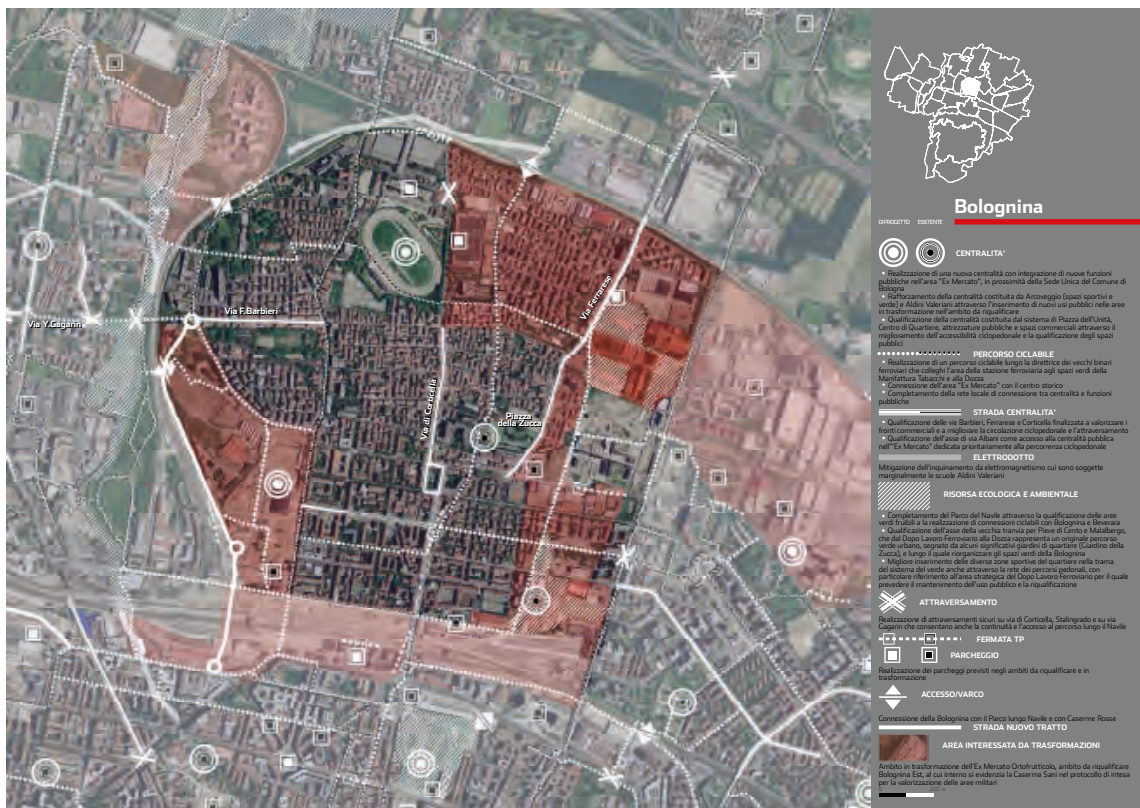 Via Y.Gagarin
Via F.Barbieri
Via Ferrarese
Via di Corticella
Piazza
della Zucca
Bolognina
DI PROGETTO ESISTENTE
CENTRALITA'
• Realizzazione di una nuova centralità con integrazione di nuove funzioni
pubbliche nell'area "Ex Mercato", in prossimità della Sede Unica del Comune di
Bologna
• Rafforzamento della centralità costituita da Arcoveggio (spazi sportivi e
verde) e Aldini Valeriani attraverso l'inserimento di nuovi usi pubblici nelle aree
in trasformazione nell'ambito da riqualificare
• Qualificazione della centralità costituita dal sistema di Piazza dell'Unità,
Centro di Quartiere, attrezzature pubbliche e spazi commerciali attraverso il
miglioramento dell'accessibilità ciclopedonale e la qualificazione degli spazi
pubblici
PERCORSO CICLABILE
• Realizzazione di un percorso ciclabile lungo la direttrice dei vecchi binari
ferroviari che colleghi l'area della stazione ferroviaria agli spazi verdi della
Manifattura Tabacchi e alla Dozza
• Connessione dell'area "Ex Mercato" con il centro storico
• Completamento della rete locale di connessione tra centralità e funzioni
pubbliche
STRADA CENTRALITA'
• Qualificazione delle vie Barbieri, Ferrarese e Corticella finalizzata a valorizzare i
fronti commerciali e a migliorare la circolazione ciclopedonale e l'attraversamento
• Qualificazione dell'asse di via Albani come accesso alla centralità pubblica
nell'"Ex Mercato" dedicata prioritariamente alla percorrenza ciclopedonale
ELETTRODOTTO
Mitigazione dell'inquinamento da elettromagnetismo cui sono soggette
marginalmente le scuole Aldini Valeriani
RISORSA ECOLOGICA E AMBIENTALE
• Completamento del Parco del Navile attraverso la qualificazione delle aree
verdi fruibili a la realizzazione di connessioni ciclabili con Bolognina e Beverara
• Qualificazione dell'asse della vecchia tranvia per Pieve di Cento e Malalbergo,
che dal Dopo Lavoro Ferroviario alla Dozza rappresenta un originale percorso
verde urbano, segnato da alcuni significativi giardini di quartiere (Giardino della
Zucca), e lungo il quale riorganizzare gli spazi verdi della Bolognina
• Migliore inserimento delle diverse zone sportive del quartiere nella trama
del sistema del verde anche attraverso la rete dei percorsi pedonali, con
particolare riferimento all'area strategica del Dopo Lavoro Ferroviario per il quale
prevedere il mantenimento dell'uso pubblico e la riqualificazione
ATTRAVERSAMENTO
Realizzazione di attraversamenti sicuri su via di Corticella, Stalingrado e su via
Gagarin che consentano anche la continuità e l'accesso al percorso lungo il Navile
FERMATA TP
PARCHEGGIO
Realizzazione dei parcheggi previsti negli ambiti da riqualificare e in
trasformazione
ACCESSO/VARCO
Connessione della Bolognina con il Parco lungo Navile e con Caserme Rosse
STRADA NUOVO TRATTO
AREA INTERESSATA DA TRASFORMAZIONI
Ambito in trasformazione dell'Ex Mercato Ortofrutticolo, ambito da riqualificare
Bolognina Est, al cui interno si evidenzia la Caserma Sani nel protocollo di intesa
per la valorizzazione delle aree militari